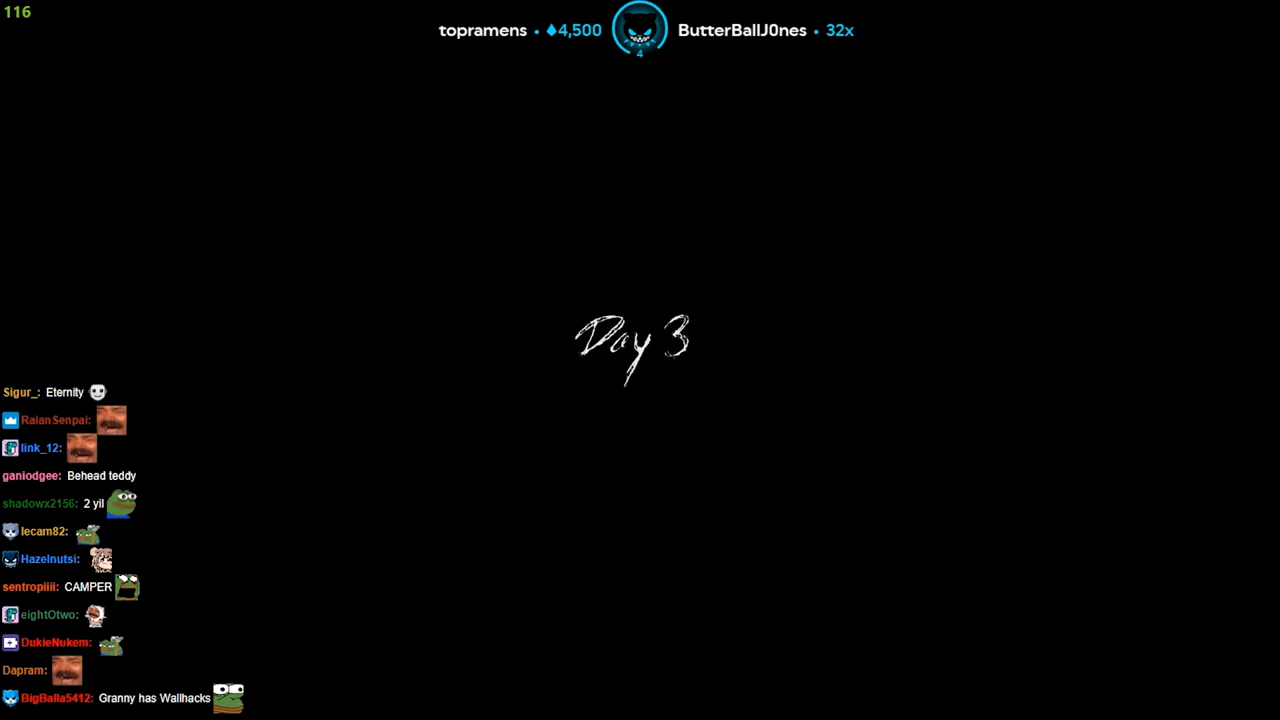 116
topramens • 4,500
4
ButterBallJ0nes • 32x
Day 3
Sigur_: Eternity
RaianSenpai:
link_12:
ganiodgee: Behead teddy
shadowx2156: 2 yil
lecam82:
Hazelnutsi:
sentropiiii: CAMPER
eightOtwo:
DukieNukem:
Dapram:
BigBalla5412: Granny has Wallhacks